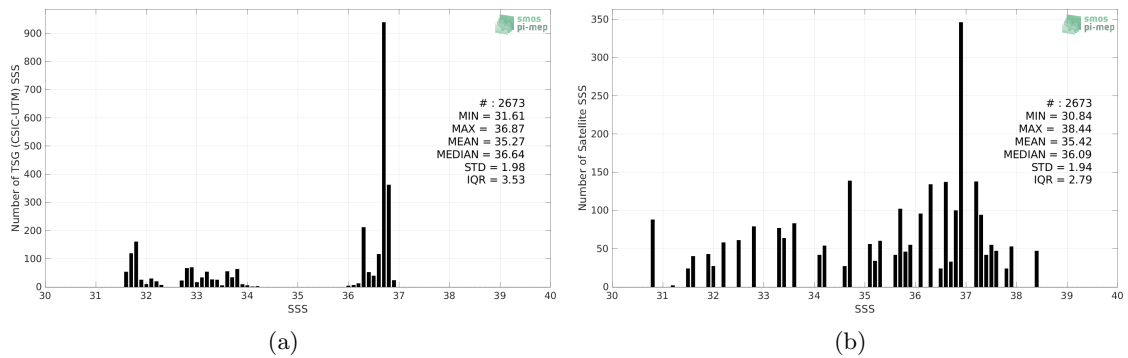 Number of TSG (CSIC-UTM) SSS
900
800
700
600
500
400
300
200
100
0
30 31 32 33 34 35 36 37 38 39 40
SSS
smos
pi-mep
# : 2673
MIN = 31.61
MAX = 36.87
MEAN = 35.27
MEDIAN = 36.64
STD = 1.98
IQR = 3.53
(a)
Number of Satellite SSS
350
300
250
200
150
100
50
0
30 31 32 33 34 35 36 37 38 39 40
SSS
smos
pi-mep
# : 2673
MIN = 30.84
MAX = 38.44
MEAN = 35.42
MEDIAN = 36.09
STD = 1.94
IQR = 2.79
(b)